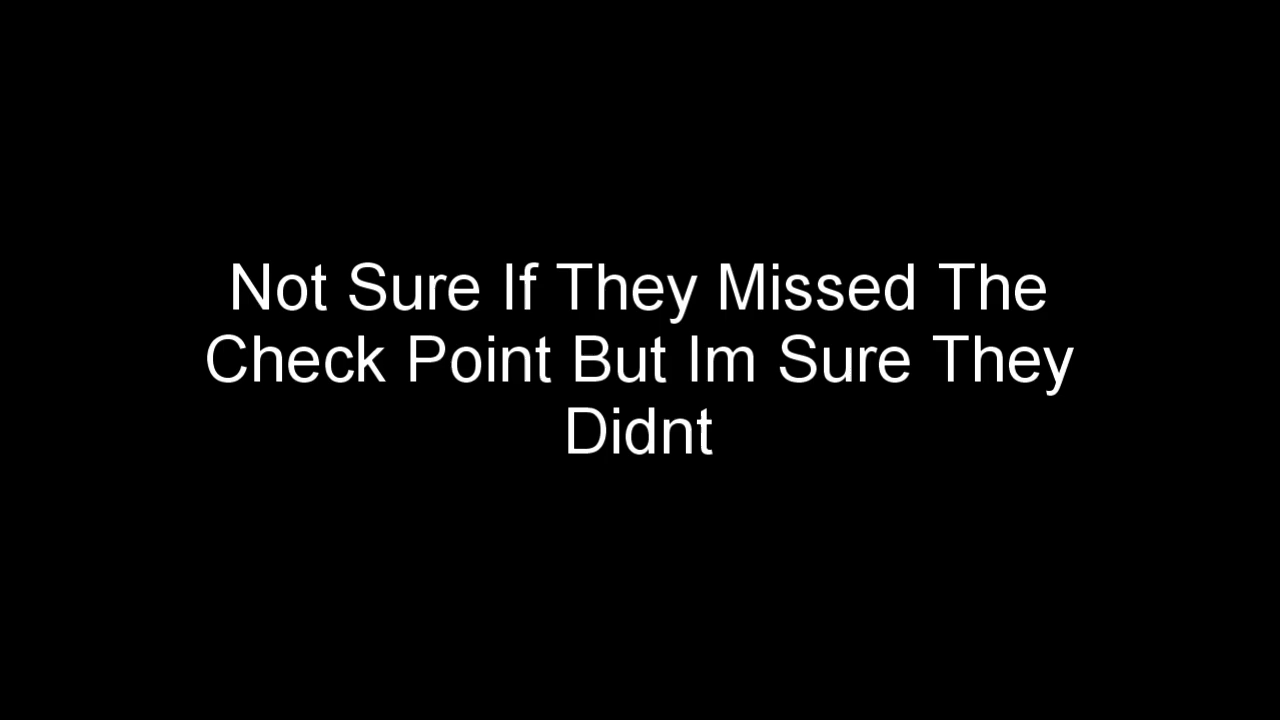 Not Sure If They Missed The
Check Point But Im Sure They
Didnt